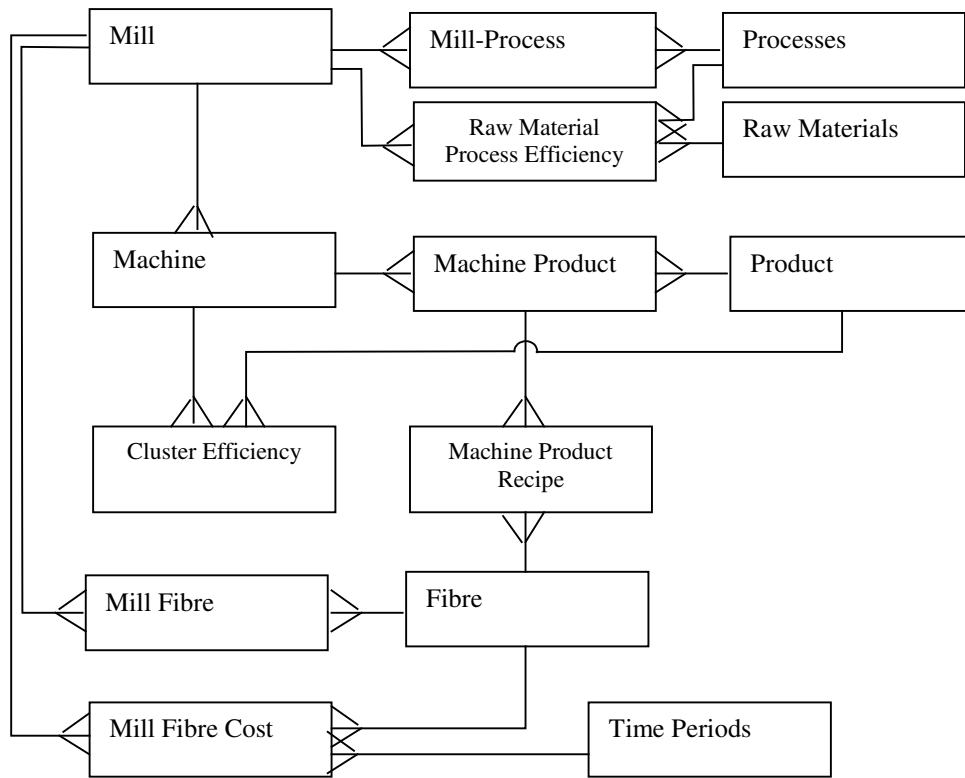 Mill
Mill-Process
Processes
Raw Material
Process Efficiency
Raw Materials
Machine
Machine Product
Product
Cluster Efficiency
Machine Product
Recipe
Mill Fibre
Fibre
Mill Fibre Cost
Time Periods